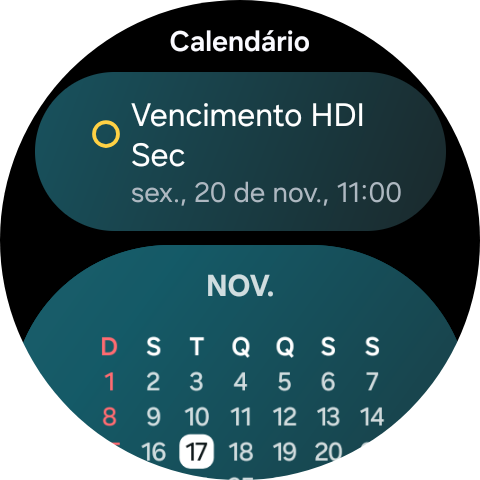 Calendário
Vencimento HDI
Sec
sex., 20 de nov., 11:00
NOV.
D S T Q Q S S
1 2 3 4 5 6 7
8 9 10 11 12 13 14
16 17 18 19 20